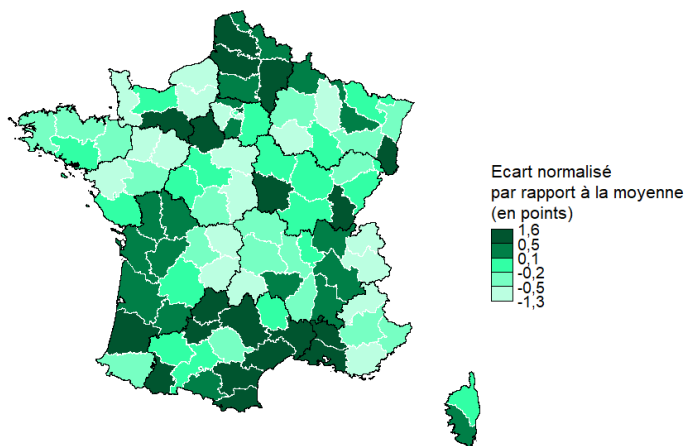 Ecart normalisé
par rapport à la moyenne
(en points)
1,6
0,5
0,1
-0,2
-0,5
-1,3